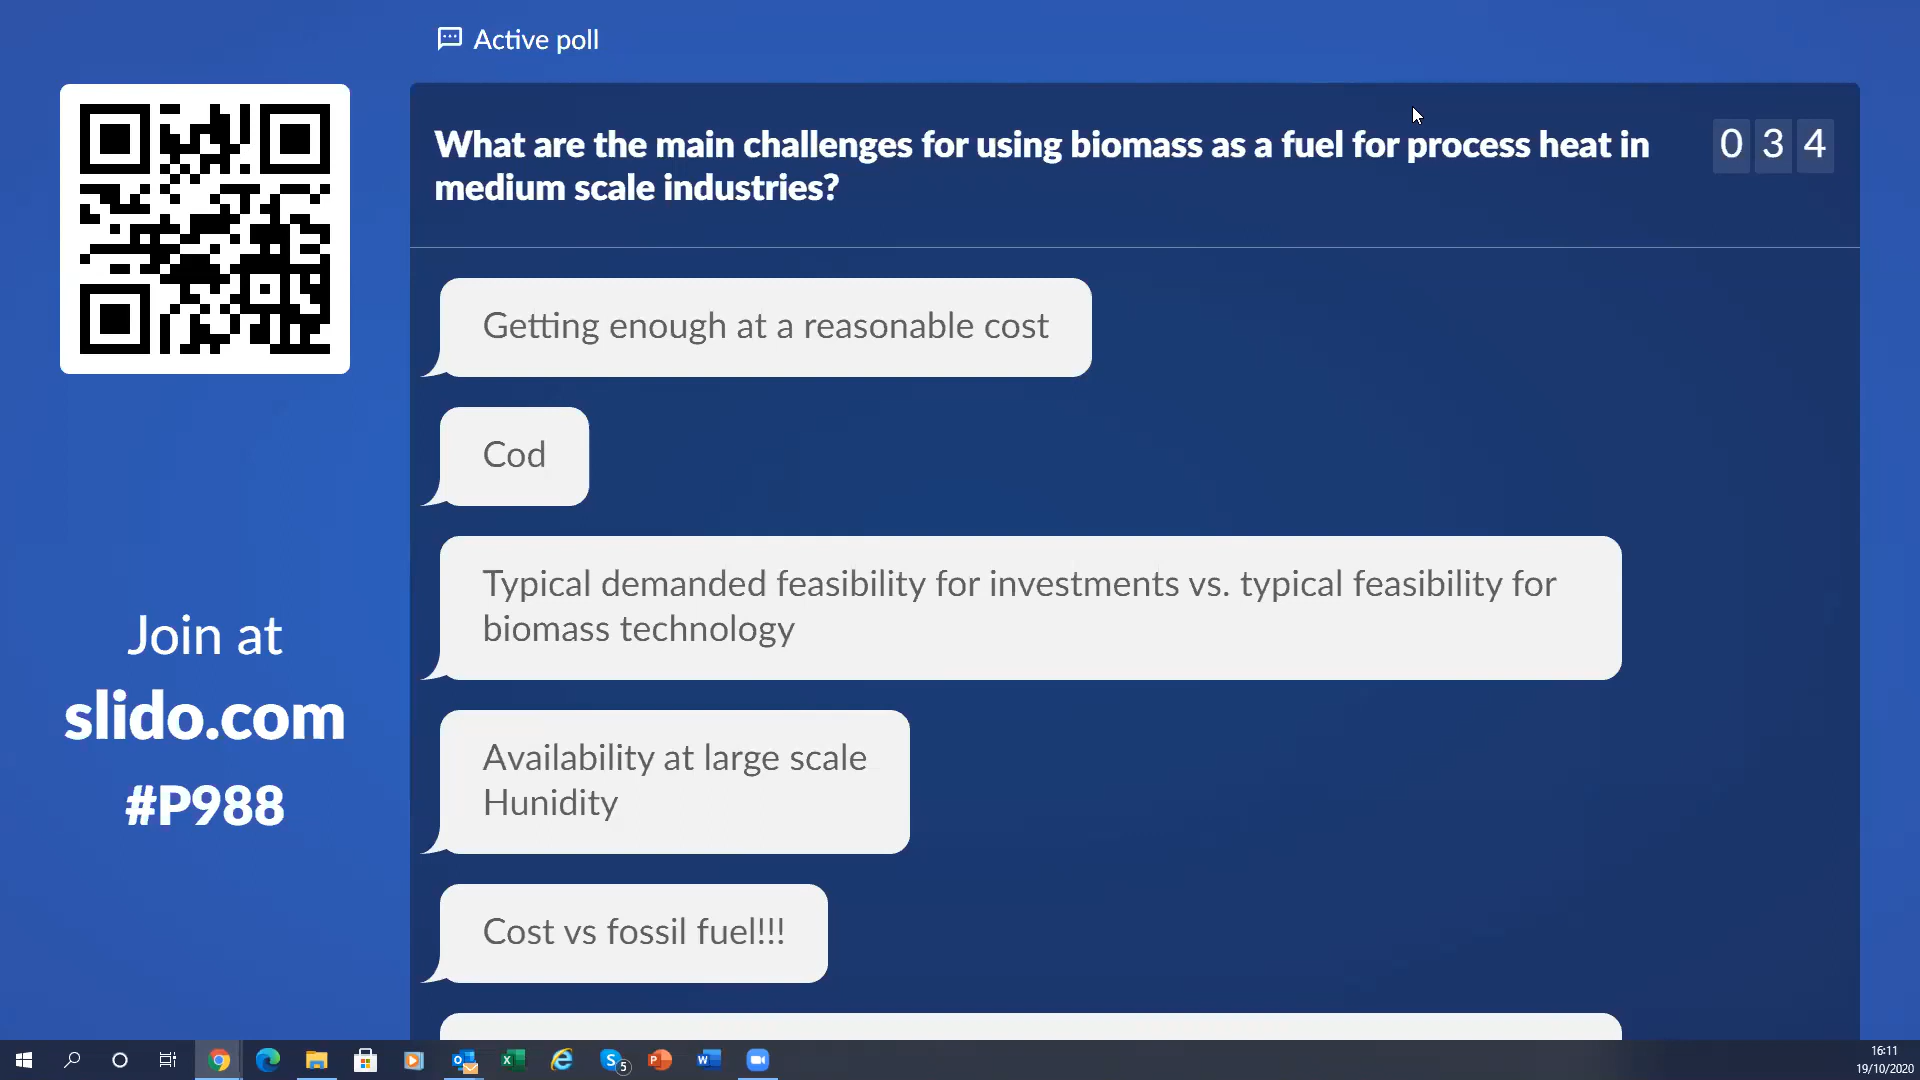 Active poll
What are the main challenges for using biomass as a fuel for process heat in
medium scale industries?
0 3 4
Getting enough at a reasonable cost
Cod
Typical demanded feasibility for investments vs. typical feasibility for
biomass technology
Availability at large scale
Hunidity
Cost vs fossil fuel!!!
Join at
slido.com
#P988
5
16:11
19/10/2020